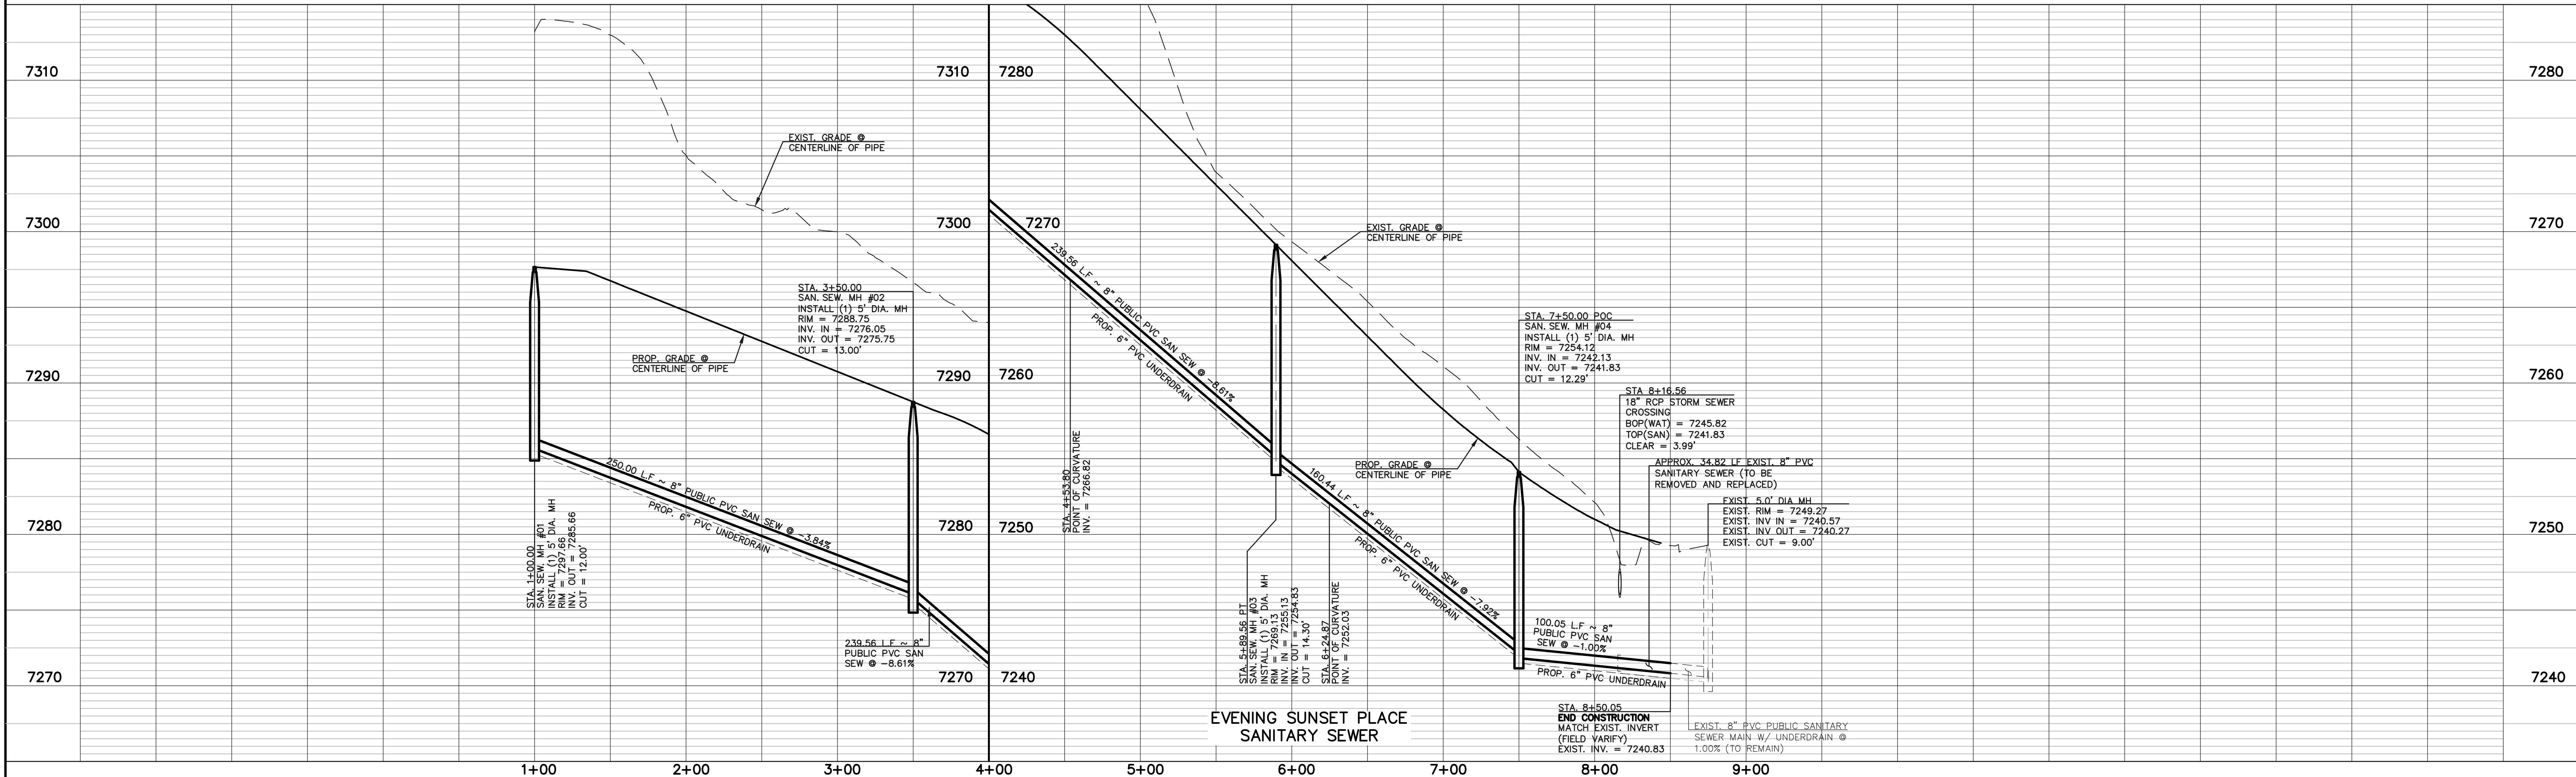 7310
7300
7290
7280
7270
EXIST. GRADE @
CENTERLINE OF PIPE
PROP. GRADE @
CENTERLINE OF PIPE
STA. 1+00.00
SAN. SEW. MH #01
INSTALL (1) 5' DIA. MH
RIM = 7297.66
INV. OUT = 7285.66
CUT = 12.00'
250.00 L.F ~ 8" PUBLIC PVC SAN SEW @ -3.84%
PROP. 6" PVC UNDERDRAIN
STA. 3+50.00
SAN. SEW. MH #02
INSTALL (1) 5' DIA. MH
RIM = 7288.75
INV. IN = 7276.05
INV. OUT = 7275.75
CUT = 13.00'
239.56 L.F ~ 8"
PUBLIC PVC SAN
SEW @ -8.61%
7310
7300
7290
7280
7270
7280
7270
7260
7250
7240
239.56 L.F ~ 8" PUBLIC PVC SAN SEW @ -8.61%
PROP. 6" PVC UNDERDRAIN
STA. 4+53.80
POINT OF CURVATURE
INV. = 7266.82
EXIST. GRADE @
CENTERLINE OF PIPE
PROP. GRADE @
CENTERLINE OF PIPE
STA. 5+89.56 PT
SAN. SEW. MH #03
INSTALL (1) 5' DIA. MH
RIM = 7269.13
INV. IN = 7255.13
INV. OUT = 7254.83
CUT = 14.30'
STA. 6+24.87
POINT OF CURVATURE
INV. = 7252.03
160.44 L.F ~ 8" PUBLIC PVC SAN SEW @ -7.92%
PROP. 6" PVC UNDERDRAIN
STA. 7+50.00 POC
SAN. SEW. MH #04
INSTALL (1) 5' DIA. MH
RIM = 7254.12
INV. IN = 7242.13
INV. OUT = 7241.83
CUT = 12.29'
STA 8+16.56
18" RCP STORM SEWER
CROSSING
BOP(WAT) = 7245.82
TOP(SAN) = 7241.83
CLEAR = 3.99'
APPROX. 34.82 LF EXIST. 8" PVC
SANITARY SEWER (TO BE
REMOVED AND REPLACED)
EXIST. 5.0' DIA MH
EXIST. RIM = 7249.27
EXIST. INV IN = 7240.57
EXIST. INV OUT = 7240.27
EXIST. CUT = 9.00'
100.05 L.F ~ 8"
PUBLIC PVC SAN
SEW @ -1.00%
PROP. 6" PVC UNDERDRAIN
STA. 8+50.05
END CONSTRUCTION
MATCH EXIST. INVERT
(FIELD VARIFY)
EXIST. INV. = 7240.83
EXIST. 8" PVC PUBLIC SANITARY
SEWER MAIN W/ UNDERDRAIN @
1.00% (TO REMAIN)
7280
7270
7260
7250
7240
EVENING SUNSET PLACE
SANITARY SEWER
1+00
2+00
3+00
4+00
5+00
6+00
7+00
8+00
9+00